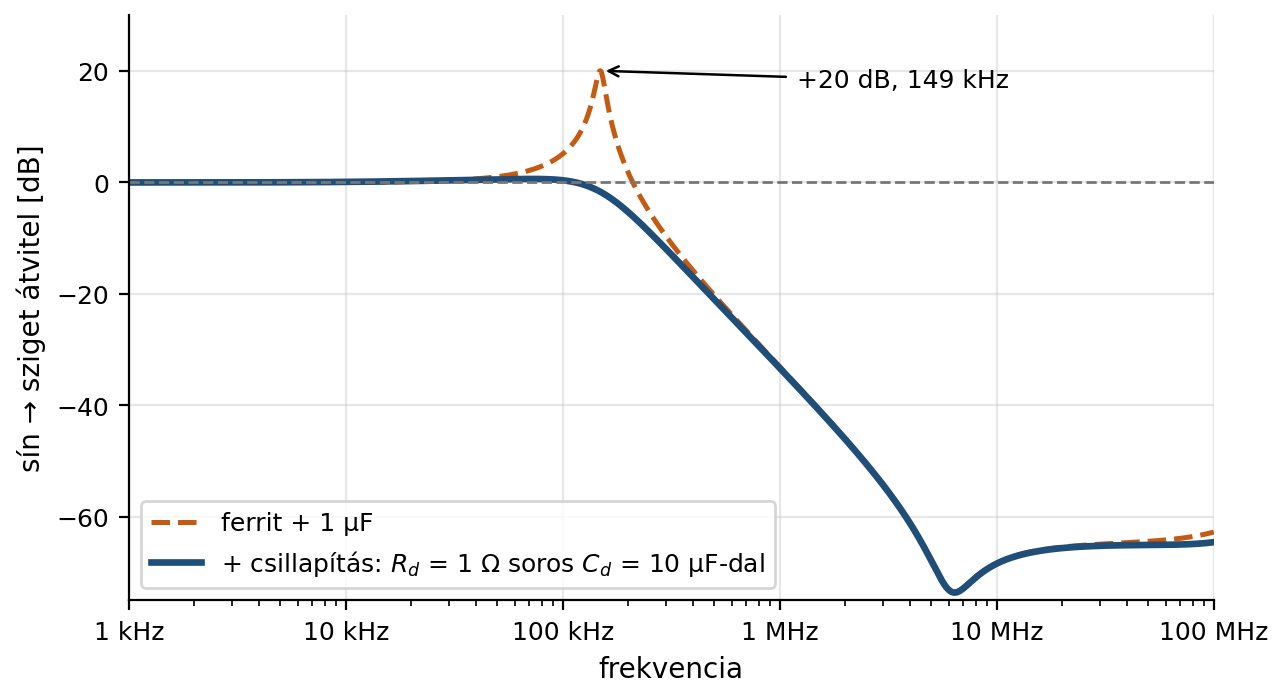 +20 dB, 149 kHz
sín → sziget átvitel [dB]
20
0
−20
−40
−60
ferrit + 1 µF
+ csillapítás: R_d = 1 Ω soros C_d = 10 µF-dal
1 kHz 10 kHz 100 kHz 1 MHz 10 MHz 100 MHz
frekvencia